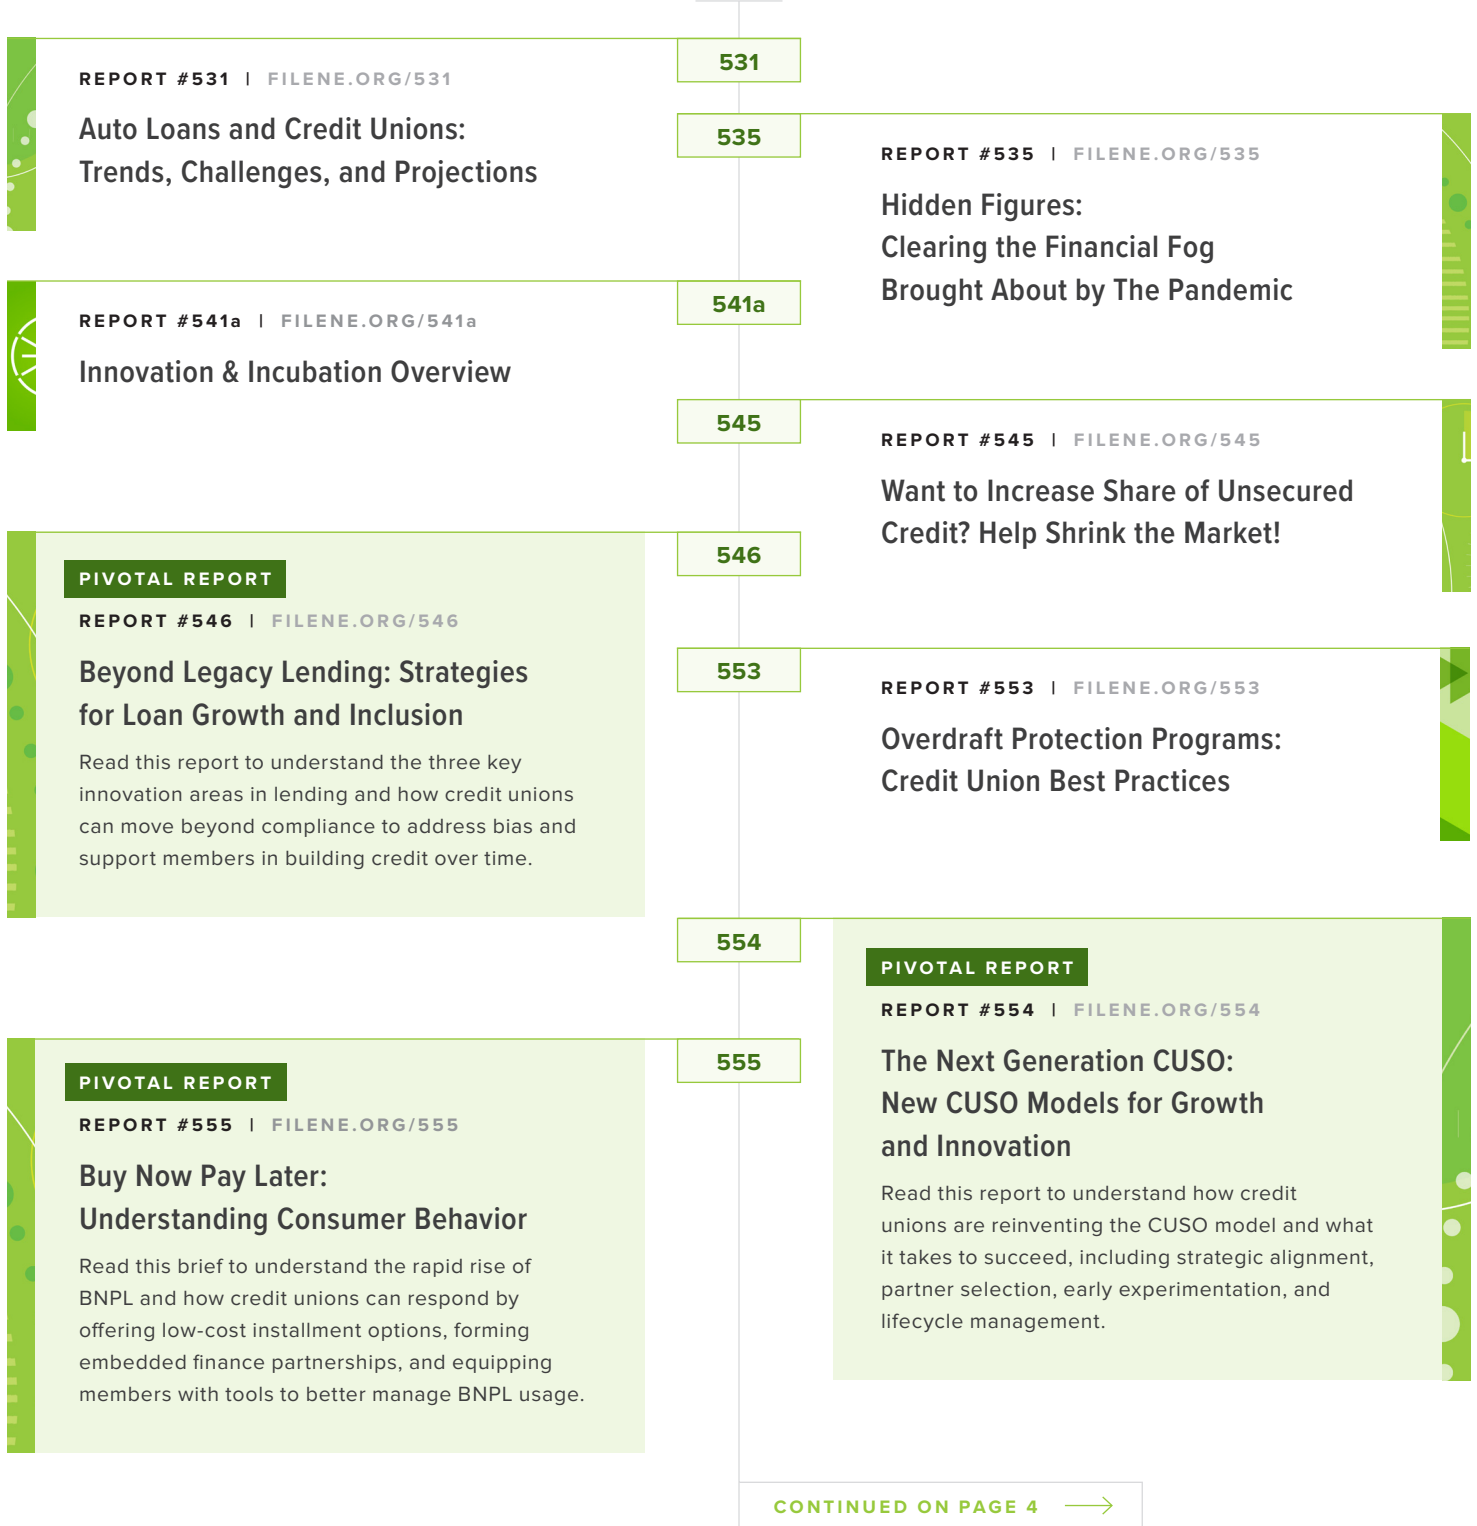 531
REPORT #531 | FILENE.ORG/531
Auto Loans and Credit Unions:
Trends, Challenges, and Projections
535
REPORT #535 | FILENE.ORG/535
Hidden Figures:
Clearing the Financial Fog
Brought About by The Pandemic
541a
REPORT #541a | FILENE.ORG/541a
Innovation & Incubation Overview
545
REPORT #545 | FILENE.ORG/545
Want to Increase Share of Unsecured
Credit? Help Shrink the Market!
546
PIVOTAL REPORT
REPORT #546 | FILENE.ORG/546
Beyond Legacy Lending: Strategies
for Loan Growth and Inclusion
Read this report to understand the three key
innovation areas in lending and how credit unions
can move beyond compliance to address bias and
support members in building credit over time.
553
REPORT #553 | FILENE.ORG/553
Overdraft Protection Programs:
Credit Union Best Practices
554
PIVOTAL REPORT
REPORT #554 | FILENE.ORG/554
The Next Generation CUSO:
New CUSO Models for Growth
and Innovation
Read this report to understand how credit
unions are reinventing the CUSO model and what
it takes to succeed, including strategic alignment,
partner selection, early experimentation, and
lifecycle management.
555
PIVOTAL REPORT
REPORT #555 | FILENE.ORG/555
Buy Now Pay Later:
Understanding Consumer Behavior
Read this brief to understand the rapid rise of
BNPL and how credit unions can respond by
offering low-cost installment options, forming
embedded finance partnerships, and equipping
members with tools to better manage BNPL usage.
CONTINUED ON PAGE 4